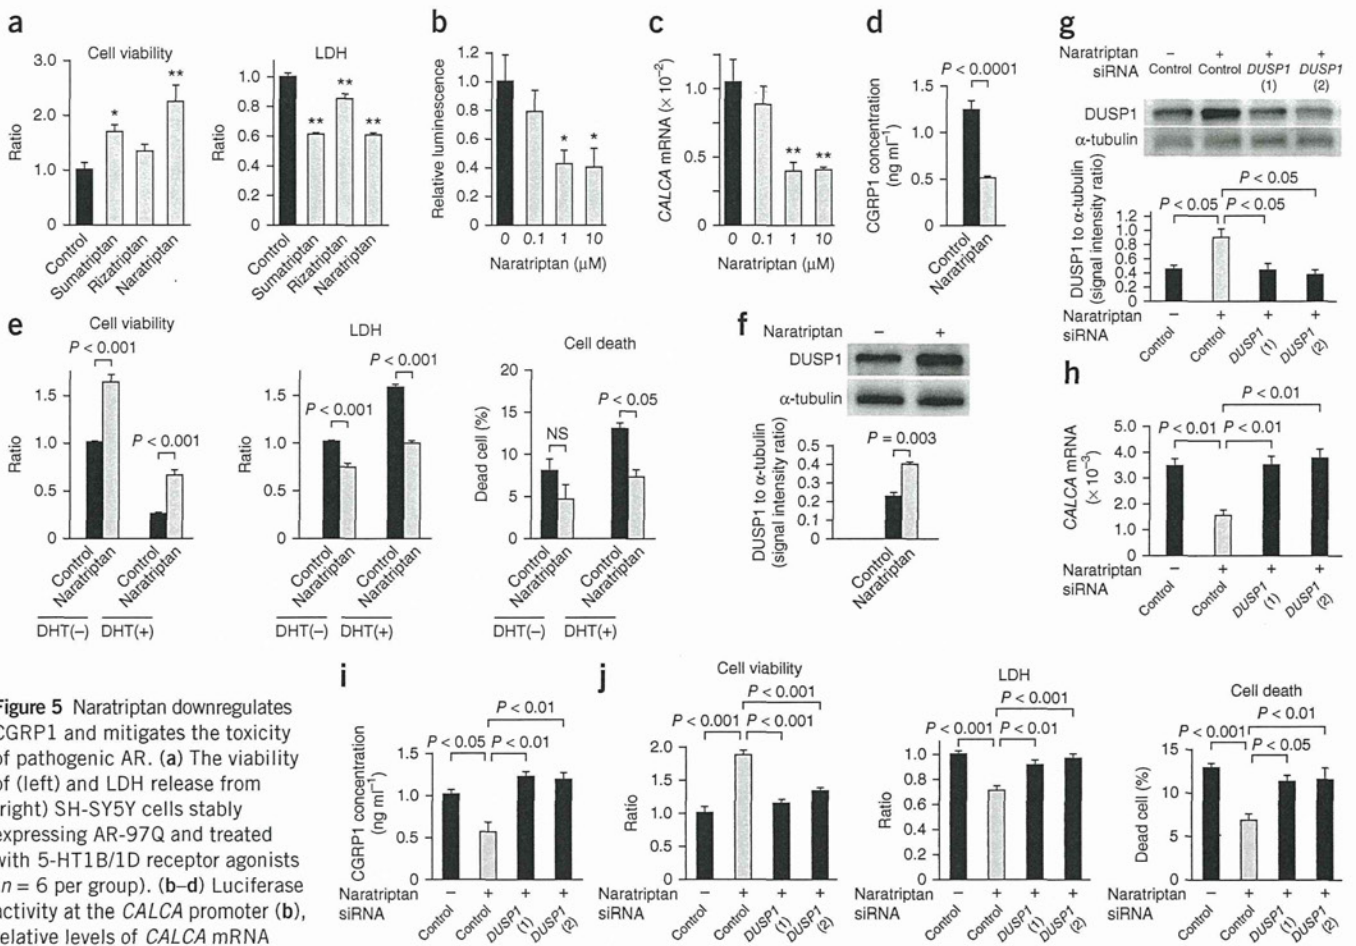 a
Cell viability
3.0
2.0
1.0
0
Ratio
*
**
Control
Sumatriptan
Rizatriptan
Naratriptan
LDH
1.0
0.8
0.6
0.4
0.2
0
Ratio
**
**
**
Control
Sumatriptan
Rizatriptan
Naratriptan
b
1.2
1.0
0.8
0.6
0.4
0.2
0
Relative luminescence
* *
0 0.1 1 10
Naratriptan (μM)
c
CALCA mRNA (× 10⁻²)
1.0
0.5
0
** **
0 0.1 1 10
Naratriptan (μM)
d
P < 0.0001
1.5
1.0
0.5
0
CGRP1 concentration
(ng ml⁻¹)
Control
Naratriptan
g
Naratriptan − + + +
siRNA Control Control DUSP1 DUSP1
(1) (2)
DUSP1
α-tubulin
P < 0.05
P < 0.05 P < 0.05
1.2
1.0
0.8
0.6
0.4
0.2
0
DUSP1 to α-tubulin
(signal intensity ratio)
Naratriptan − + + +
siRNA Control Control DUSP1 (1) DUSP1 (2)
e
Cell viability
P < 0.001
P < 0.001
1.5
1.0
0.5
0
Ratio
Control
Naratriptan
Control
Naratriptan
DHT(−) DHT(+)
LDH
P < 0.001
P < 0.001
1.5
1.0
0.5
0
Ratio
Control
Naratriptan
Control
Naratriptan
DHT(−) DHT(+)
Cell death
20
15
10
5
0
Dead cell (%)
NS
P < 0.05
Control
Naratriptan
Control
Naratriptan
DHT(−) DHT(+)
f
Naratriptan − +
DUSP1
α-tubulin
P = 0.003
0.5
0.4
0.3
0.2
0.1
0
DUSP1 to α-tubulin
(signal intensity ratio)
Control
Naratriptan
h
P < 0.01
P < 0.01 P < 0.01
5.0
4.0
3.0
2.0
1.0
0
CALCA mRNA
(× 10⁻³)
Naratriptan − + + +
siRNA Control Control DUSP1 (1) DUSP1 (2)
Figure 5 Naratriptan downregulates
CGRP1 and mitigates the toxicity
of pathogenic AR. (a) The viability
of (left) and LDH release from
right) SH-SY5Y cells stably
expressing AR-97Q and treated
with 5-HT1B/1D receptor agonists
n = 6 per group). (b–d) Luciferase
activity at the CALCA promoter (b),
relative levels of CALCA mRNA
i
P < 0.01
P < 0.05 P < 0.01
1.5
1.0
0.5
0
CGRP1 concentration
(ng ml⁻¹)
Naratriptan − + + +
siRNA Control Control DUSP1 (1) DUSP1 (2)
j
Cell viability
P < 0.001
P < 0.001 P < 0.001
2.0
1.5
1.0
0.5
0
Ratio
Naratriptan − + + +
siRNA Control Control DUSP1 (1) DUSP1 (2)
LDH
P < 0.001
P < 0.001 P < 0.01
1.0
0.8
0.6
0.4
0.2
0
Ratio
Naratriptan − + + +
siRNA Control Control DUSP1 (1) DUSP1 (2)
Cell death
P < 0.01
P < 0.001 P < 0.05
15
10
5
0
Dead cell (%)
Naratriptan − + + +
siRNA Control Control DUSP1 (1) DUSP1 (2)